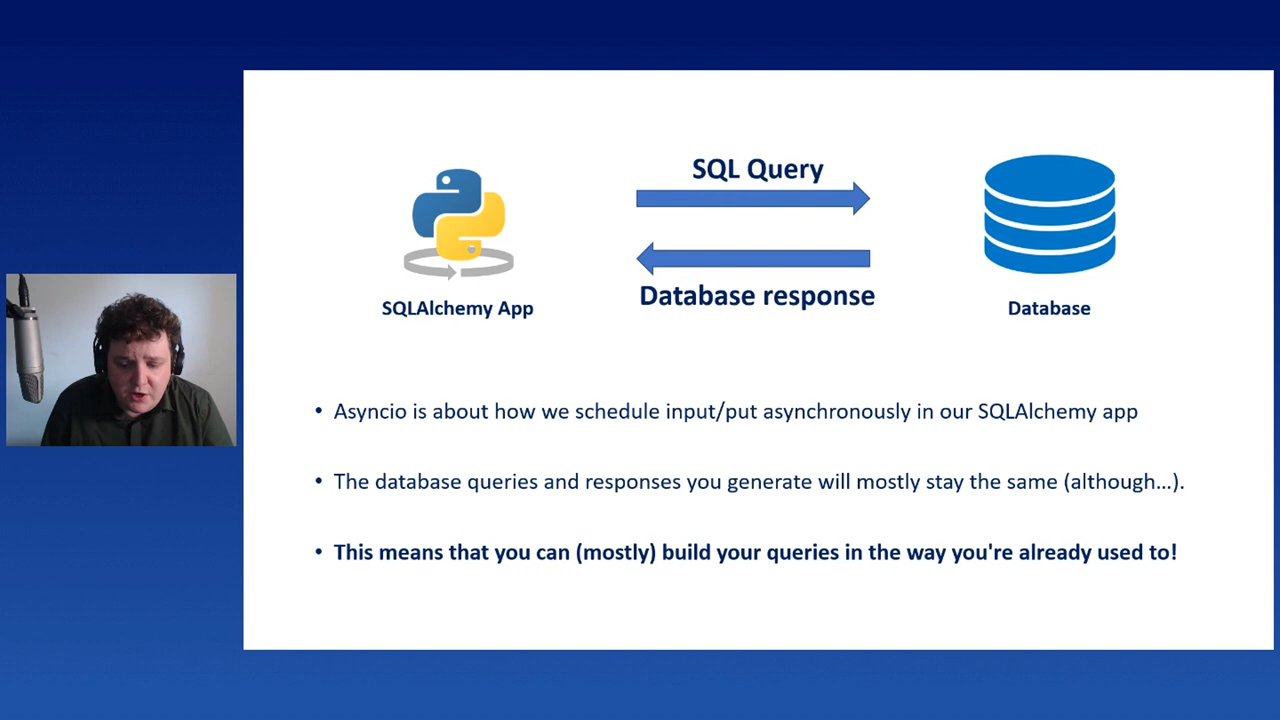 SQL Query
Database response
SQLAlchemy App
Database
• Asyncio is about how we schedule input/put asynchronously in our SQLAlchemy app
• The database queries and responses you generate will mostly stay the same (although...).
• This means that you can (mostly) build your queries in the way you're already used to!